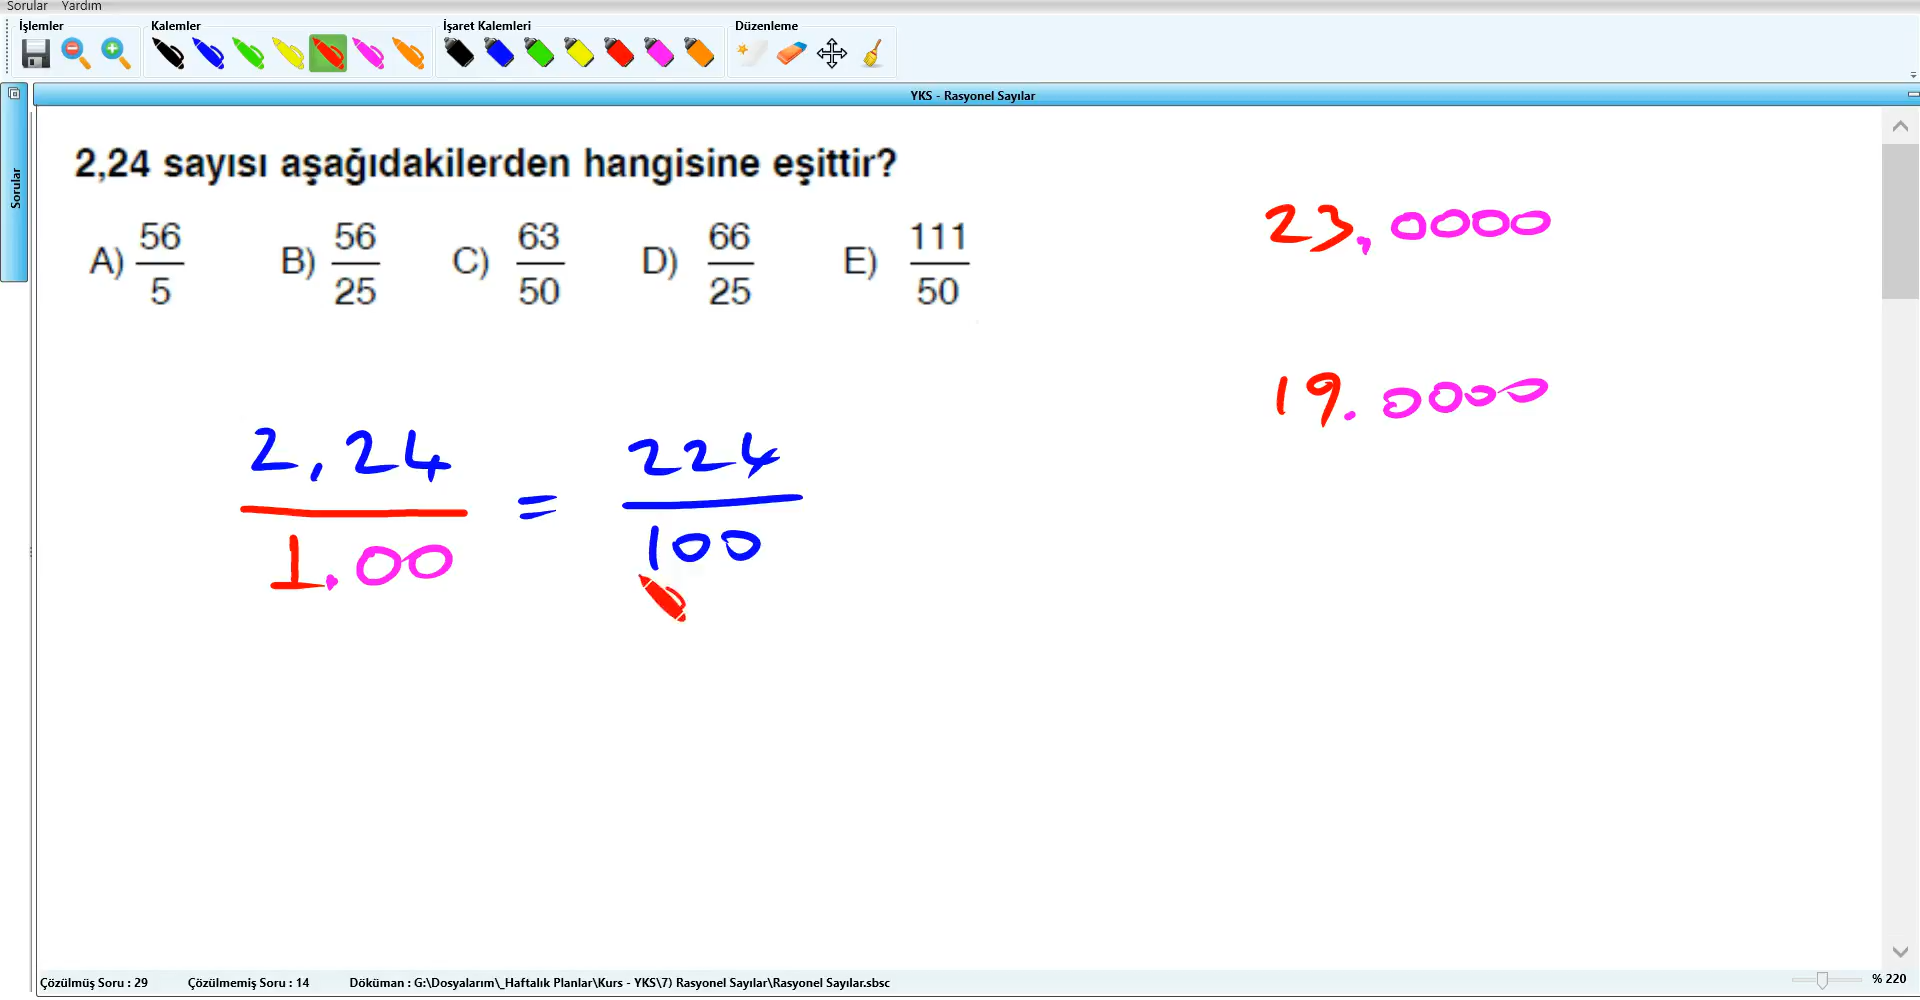 Sorular Yardım
İşlemler Kalemler İşaret Kalemleri Düzenleme
YKS - Rasyonel Sayılar
Sorular
2,24 sayısı aşağıdakilerden hangisine eşittir?
A) 56/5 B) 56/25 C) 63/50 D) 66/25 E) 111/50
23,0000
19.0000
2,24/1.00 = 224/100
Çözülmüş Soru : 29 Çözülmemiş Soru : 14 Döküman : G:\Dosyalarım\_Haftalık Planlar\Kurs - YKS\7) Rasyonel Sayılar\Rasyonel Sayılar.sbsc % 220